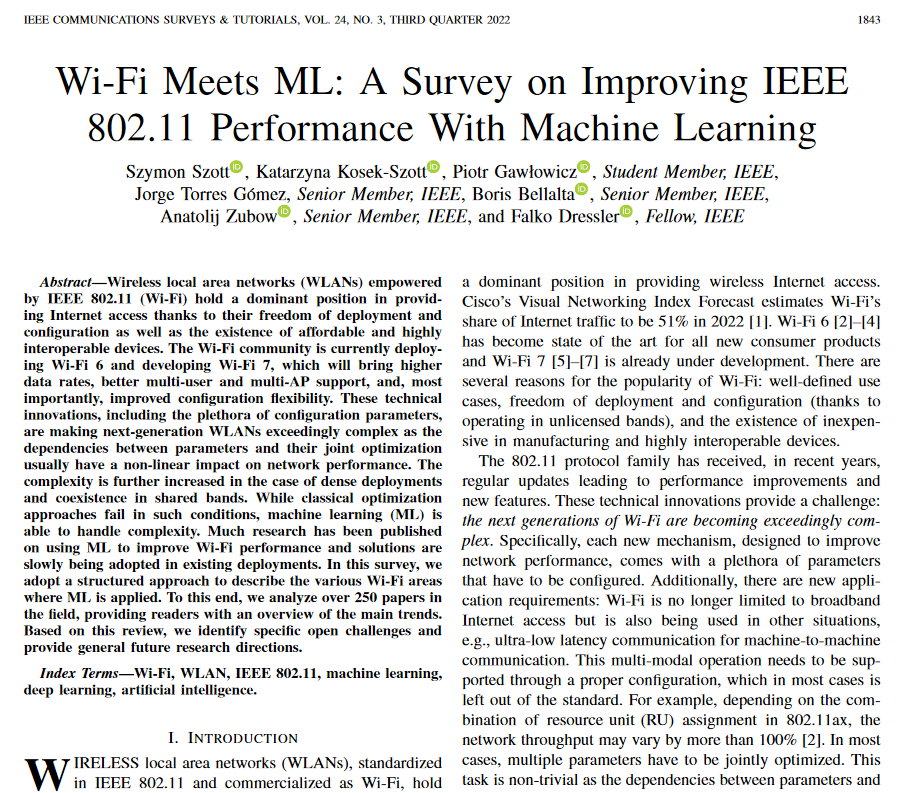 IEEE COMMUNICATIONS SURVEYS & TUTORIALS, VOL. 24, NO. 3, THIRD QUARTER 2022 1843
Wi-Fi Meets ML: A Survey on Improving IEEE
802.11 Performance With Machine Learning
Szymon Szott, Katarzyna Kosek-Szott, Piotr Gawłowicz, Student Member, IEEE,
Jorge Torres Gómez, Senior Member, IEEE, Boris Bellalta, Senior Member, IEEE,
Anatolij Zubow, Senior Member, IEEE, and Falko Dressler, Fellow, IEEE
Abstract—Wireless local area networks (WLANs) empowered
by IEEE 802.11 (Wi-Fi) hold a dominant position in provid-
ing Internet access thanks to their freedom of deployment and
configuration as well as the existence of affordable and highly
interoperable devices. The Wi-Fi community is currently deploy-
ing Wi-Fi 6 and developing Wi-Fi 7, which will bring higher
data rates, better multi-user and multi-AP support, and, most
importantly, improved configuration flexibility. These technical
innovations, including the plethora of configuration parameters,
are making next-generation WLANs exceedingly complex as the
dependencies between parameters and their joint optimization
usually have a non-linear impact on network performance. The
complexity is further increased in the case of dense deployments
and coexistence in shared bands. While classical optimization
approaches fail in such conditions, machine learning (ML) is
able to handle complexity. Much research has been published
on using ML to improve Wi-Fi performance and solutions are
slowly being adopted in existing deployments. In this survey, we
adopt a structured approach to describe the various Wi-Fi areas
where ML is applied. To this end, we analyze over 250 papers in
the field, providing readers with an overview of the main trends.
Based on this review, we identify specific open challenges and
provide general future research directions.
Index Terms—Wi-Fi, WLAN, IEEE 802.11, machine learning,
deep learning, artificial intelligence.
I. INTRODUCTION
WIRELESS local area networks (WLANs), standardized
in IEEE 802.11 and commercialized as Wi-Fi, hold
a dominant position in providing wireless Internet access.
Cisco's Visual Networking Index Forecast estimates Wi-Fi's
share of Internet traffic to be 51% in 2022 [1]. Wi-Fi 6 [2]–[4]
has become state of the art for all new consumer products
and Wi-Fi 7 [5]–[7] is already under development. There are
several reasons for the popularity of Wi-Fi: well-defined use
cases, freedom of deployment and configuration (thanks to
operating in unlicensed bands), and the existence of inexpen-
sive in manufacturing and highly interoperable devices.
The 802.11 protocol family has received, in recent years,
regular updates leading to performance improvements and
new features. These technical innovations provide a challenge:
the next generations of Wi-Fi are becoming exceedingly com-
plex. Specifically, each new mechanism, designed to improve
network performance, comes with a plethora of parameters
that have to be configured. Additionally, there are new appli-
cation requirements: Wi-Fi is no longer limited to broadband
Internet access but is also being used in other situations,
e.g., ultra-low latency communication for machine-to-machine
communication. This multi-modal operation needs to be sup-
ported through a proper configuration, which in most cases is
left out of the standard. For example, depending on the com-
bination of resource unit (RU) assignment in 802.11ax, the
network throughput may vary by more than 100% [2]. In most
cases, multiple parameters have to be jointly optimized. This
task is non-trivial as the dependencies between parameters and